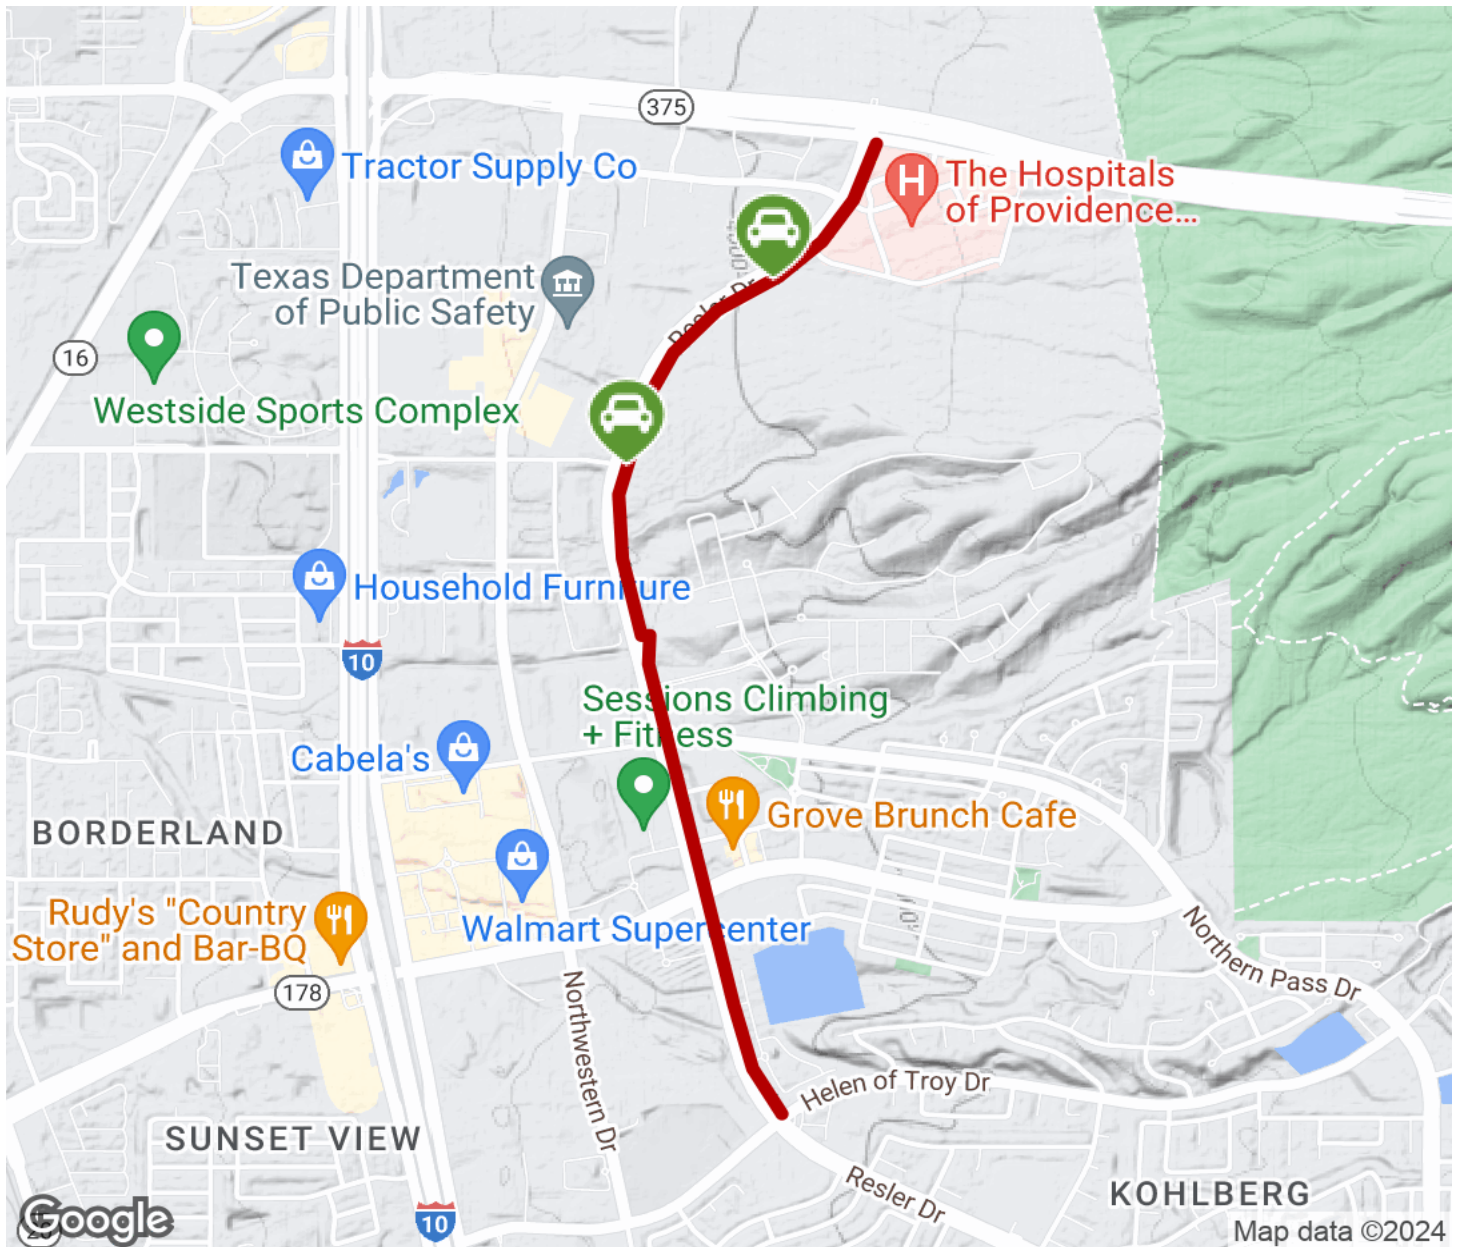 375
Tractor Supply Co
H
The Hospitals
of Providence...
Texas Department
of Public Safety
Resler Dr
16
Westside Sports Complex
Household Furniture
10
Sessions Climbing
+ Fitness
Cabela's
Grove Brunch Cafe
BORDERLAND
Walmart Supercenter
Rudy's "Country
Store" and Bar-BQ
178
Northern Pass Dr
Northwestern Dr
Helen of Troy Dr
SUNSET VIEW
Resler Dr
KOHLBERG
10
Google
Map data ©2024